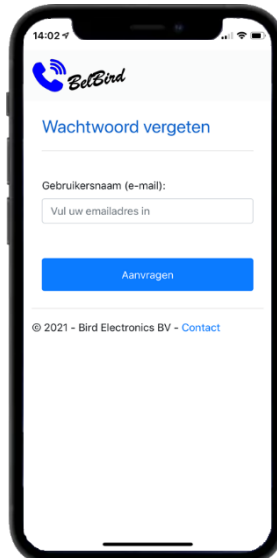 14:02
BelBird
Wachtwoord vergeten
Gebruikersnaam (e-mail):
Vul uw emailadres in
Aanvragen
© 2021 - Bird Electronics BV - Contact